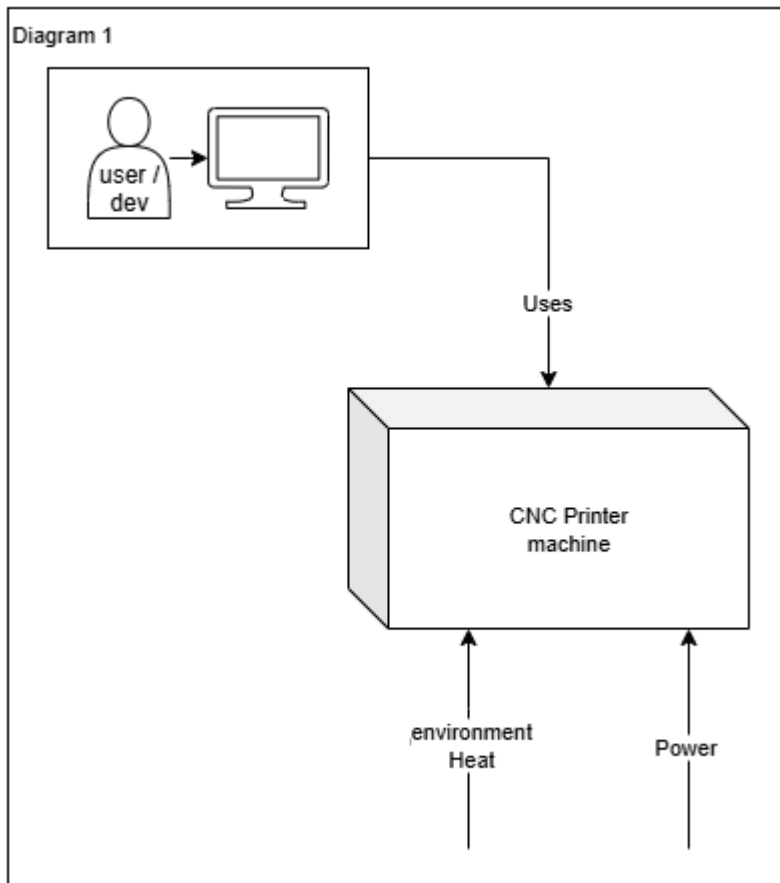 Diagram 1
user /
dev
Uses
CNC Printer
machine
environment
Heat
Power